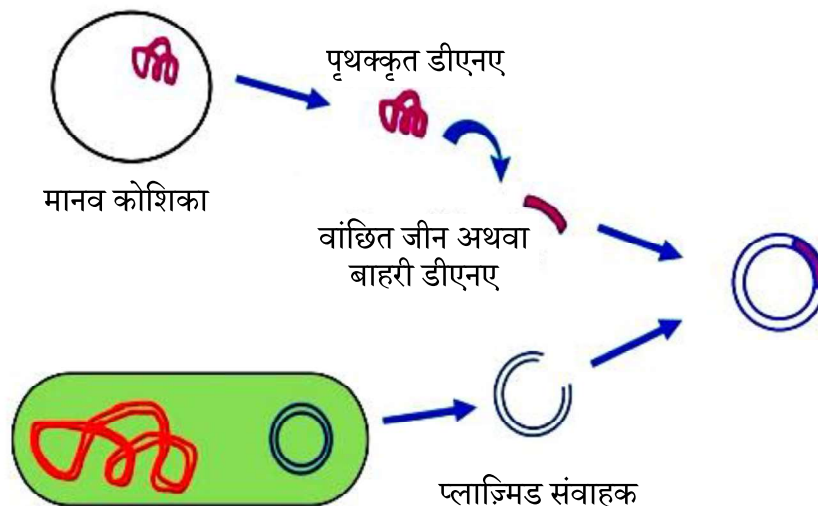 पृथक्कृत डीएनए
मानव कोशिका
वांछित जीन अथवा
बाहरी डीएनए
प्लाज़्मिड संवाहक